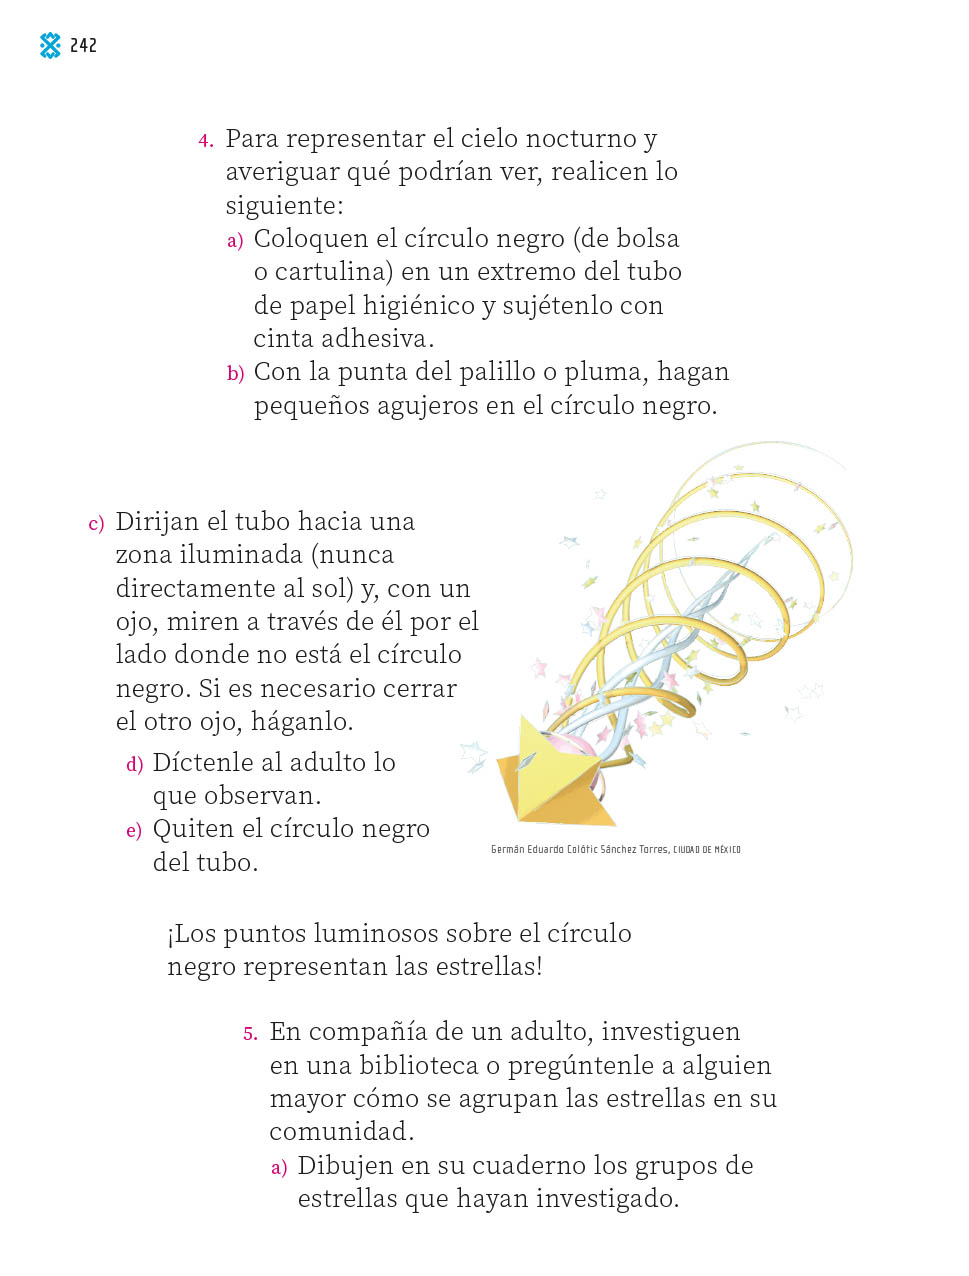 242
4. Para representar el cielo nocturno y
averiguar qué podrían ver, realicen lo
siguiente:
a) Coloquen el círculo negro (de bolsa
o cartulina) en un extremo del tubo
de papel higiénico y sujétenlo con
cinta adhesiva.
b) Con la punta del palillo o pluma, hagan
pequeños agujeros en el círculo negro.
c) Dirijan el tubo hacia una
zona iluminada (nunca
directamente al sol) y, con un
ojo, miren a través de él por el
lado donde no está el círculo
negro. Si es necesario cerrar
el otro ojo, háganlo.
d) Díctenle al adulto lo
que observan.
e) Quiten el círculo negro
del tubo.
Germán Eduardo Colótic Sánchez Torres, CIUDAD DE MÉXICO
¡Los puntos luminosos sobre el círculo
negro representan las estrellas!
5. En compañía de un adulto, investiguen
en una biblioteca o pregúntenle a alguien
mayor cómo se agrupan las estrellas en su
comunidad.
a) Dibujen en su cuaderno los grupos de
estrellas que hayan investigado.